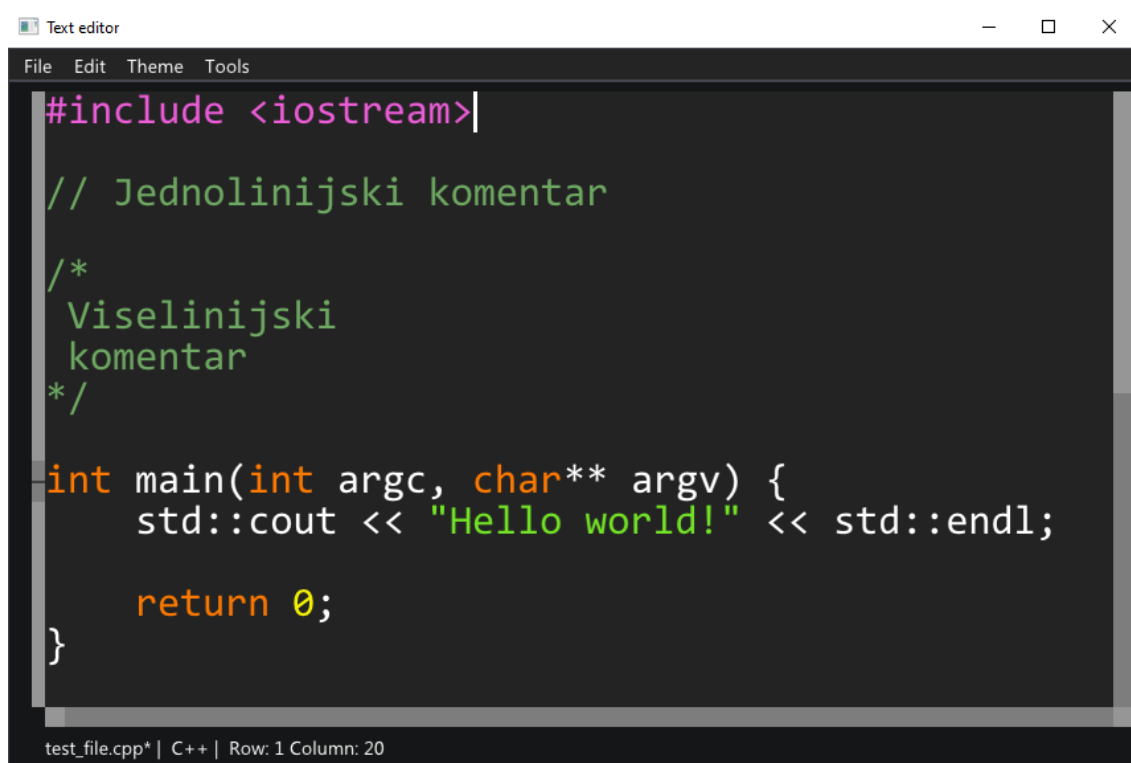 Text editor
File Edit Theme Tools
#include <iostream>
// Jednolinijski komentar
/*
 Viselinijski
 komentar
*/
int main(int argc, char** argv) {
    std::cout << "Hello world!" << std::endl;
    return 0;
}
test_file.cpp* | C++ | Row: 1 Column: 20